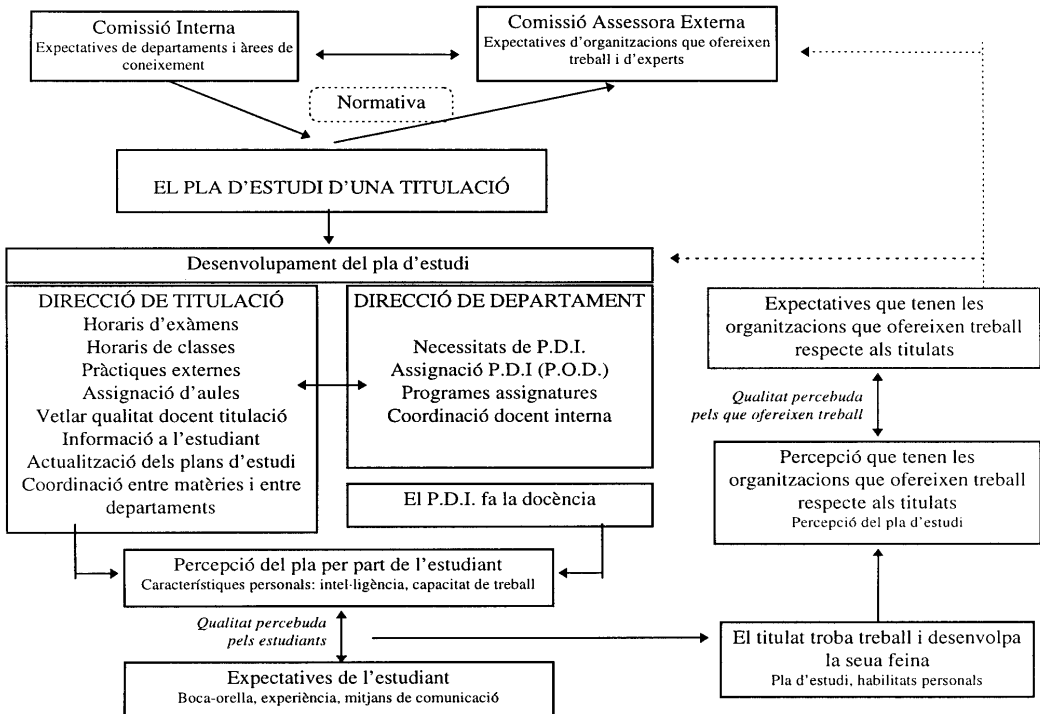 Comissió Interna
Expectatives de departaments i àrees de
coneixement
Comissió Assessora Externa
Expectatives d'organitzacions que ofereixen
treball i d'experts
Normativa
EL PLA D'ESTUDI D'UNA TITULACIÓ
Desenvolupament del pla d'estudi
DIRECCIÓ DE TITULACIÓ
Horaris d'exàmens
Horaris de classes
Pràctiques externes
Assignació d'aules
Vetlar qualitat docent titulació
Informació a l'estudiant
Actualització dels plans d'estudi
Coordinació entre matèries i entre
departaments
DIRECCIÓ DE DEPARTAMENT
Necessitats de P.D.I.
Assignació P.D.I (P.O.D.)
Programes assignatures
Coordinació docent interna
El P.D.I. fa la docència
Percepció del pla per part de l'estudiant
Característiques personals: intel·ligència, capacitat de treball
Qualitat percebuda
pels estudiants
Expectatives de l'estudiant
Boca-orella, experiència, mitjans de comunicació
Expectatives que tenen les
organitzacions que ofereixen treball
respecte als titulats
Qualitat percebuda
pels que ofereixen treball
Percepció que tenen les
organitzacions que ofereixen treball
respecte als titulats
Percepció del pla d'estudi
El titulat troba treball i desenvolpa
la seua feina
Pla d'estudi, habilitats personals